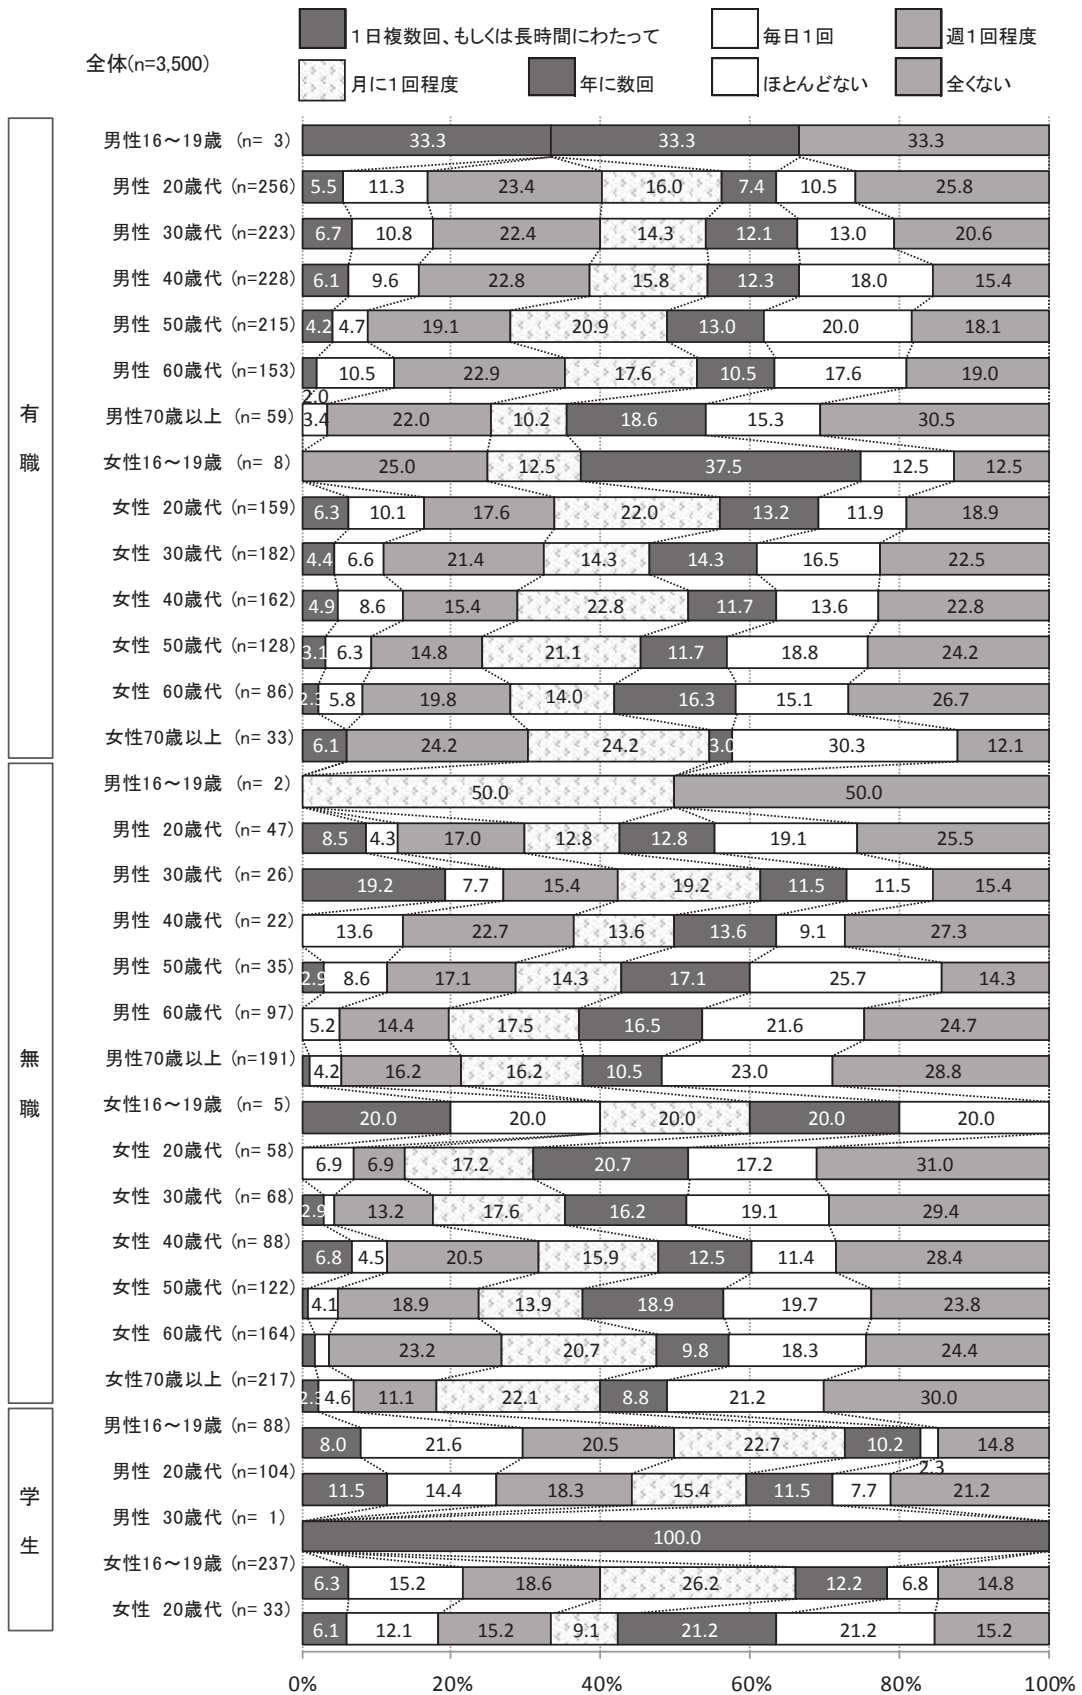 全体(n=3,500)
1日複数回、もしくは長時間にわたって 毎日1回 週1回程度
月に1回程度 年に数回 ほとんどない 全くない
有職
男性16～19歳 (n= 3) 33.3 33.3 33.3
男性 20歳代 (n=256) 5.5 11.3 23.4 16.0 7.4 10.5 25.8
男性 30歳代 (n=223) 6.7 10.8 22.4 14.3 12.1 13.0 20.6
男性 40歳代 (n=228) 6.1 9.6 22.8 15.8 12.3 18.0 15.4
男性 50歳代 (n=215) 4.2 4.7 19.1 20.9 13.0 20.0 18.1
男性 60歳代 (n=153) 2.0 10.5 22.9 17.6 10.5 17.6 19.0
男性70歳以上 (n= 59) 3.4 22.0 10.2 18.6 15.3 30.5
女性16～19歳 (n= 8) 25.0 12.5 37.5 12.5 12.5
女性 20歳代 (n=159) 6.3 10.1 17.6 22.0 13.2 11.9 18.9
女性 30歳代 (n=182) 4.4 6.6 21.4 14.3 14.3 16.5 22.5
女性 40歳代 (n=162) 4.9 8.6 15.4 22.8 11.7 13.6 22.8
女性 50歳代 (n=128) 3.1 6.3 14.8 21.1 11.7 18.8 24.2
女性 60歳代 (n= 86) 2.3 5.8 19.8 14.0 16.3 15.1 26.7
女性70歳以上 (n= 33) 6.1 24.2 24.2 3.0 30.3 12.1
無職
男性16～19歳 (n= 2) 50.0 50.0
男性 20歳代 (n= 47) 8.5 4.3 17.0 12.8 12.8 19.1 25.5
男性 30歳代 (n= 26) 19.2 7.7 15.4 19.2 11.5 11.5 15.4
男性 40歳代 (n= 22) 13.6 22.7 13.6 13.6 9.1 27.3
男性 50歳代 (n= 35) 2.9 8.6 17.1 14.3 17.1 25.7 14.3
男性 60歳代 (n= 97) 5.2 14.4 17.5 16.5 21.6 24.7
男性70歳以上 (n=191) 4.2 16.2 16.2 10.5 23.0 28.8
女性16～19歳 (n= 5) 20.0 20.0 20.0 20.0 20.0
女性 20歳代 (n= 58) 6.9 6.9 17.2 20.7 17.2 31.0
女性 30歳代 (n= 68) 2.9 13.2 17.6 16.2 19.1 29.4
女性 40歳代 (n= 88) 6.8 4.5 20.5 15.9 12.5 11.4 28.4
女性 50歳代 (n=122) 4.1 18.9 13.9 18.9 19.7 23.8
女性 60歳代 (n=164) 23.2 20.7 9.8 18.3 24.4
女性70歳以上 (n=217) 2.3 4.6 11.1 22.1 8.8 21.2 30.0
学生
男性16～19歳 (n= 88) 8.0 21.6 20.5 22.7 10.2 2.3 14.8
男性 20歳代 (n=104) 11.5 14.4 18.3 15.4 11.5 7.7 21.2
男性 30歳代 (n= 1) 100.0
女性16～19歳 (n=237) 6.3 15.2 18.6 26.2 12.2 6.8 14.8
女性 20歳代 (n= 33) 6.1 12.1 15.2 9.1 21.2 21.2 15.2
0% 20% 40% 60% 80% 100%